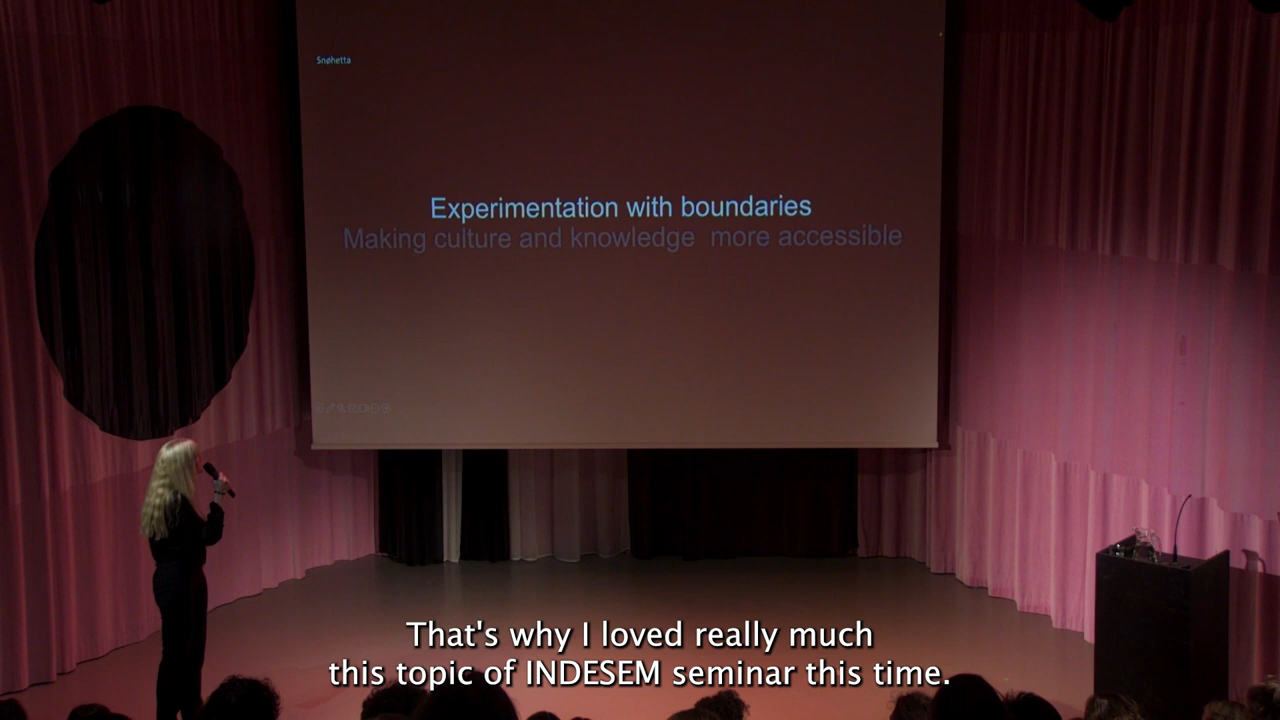 Snøhetta
Experimentation with boundaries
Making culture and knowledge more accessible
That's why I loved really much
this topic of INDESEM seminar this time.